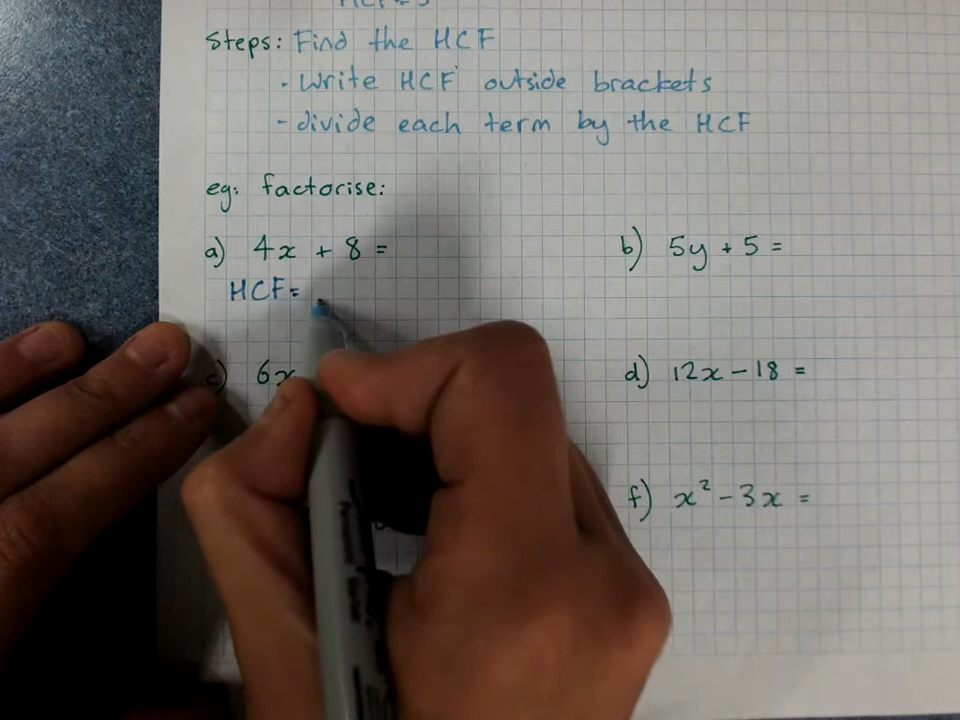 Steps: Find the HCF
- Write HCF outside brackets
- divide each term by the HCF
eg: factorise:
a) 4x + 8 =
b) 5y + 5 =
HCF =
c) 6x
d) 12x - 18 =
f) x² - 3x =